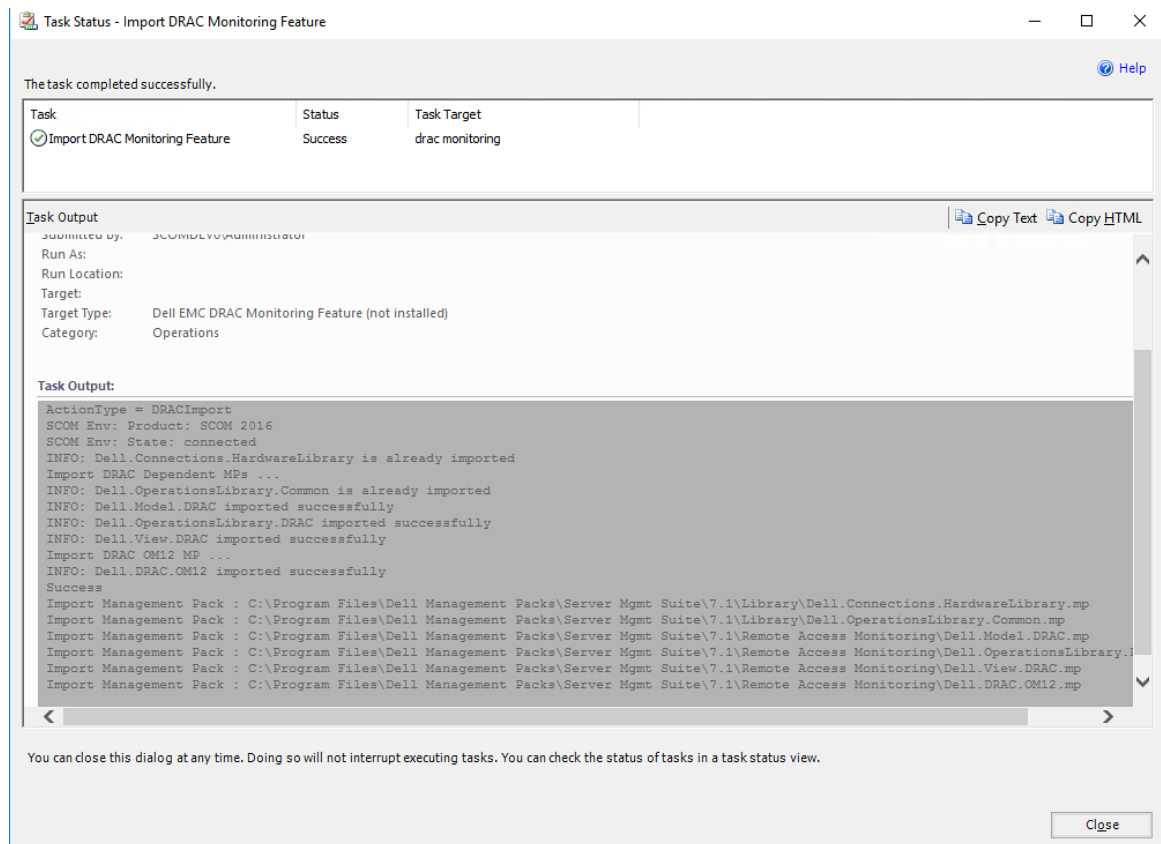 Task Status - Import DRAC Monitoring Feature
Help
The task completed successfully.
Task Status Task Target
Import DRAC Monitoring Feature Success drac monitoring
Task Output Copy Text Copy HTML
Submitted By: SCOMDEV0\Administrator
Run As:
Run Location:
Target:
Target Type: Dell EMC DRAC Monitoring Feature (not installed)
Category: Operations
Task Output:
ActionType = DRACImport
SCOM Env: Product: SCOM 2016
SCOM Env: State: connected
INFO: Dell.Connections.HardwareLibrary is already imported
Import DRAC Dependent MPs ...
INFO: Dell.OperationsLibrary.Common is already imported
INFO: Dell.Model.DRAC imported successfully
INFO: Dell.OperationsLibrary.DRAC imported successfully
INFO: Dell.View.DRAC imported successfully
Import DRAC OM12 MP ...
INFO: Dell.DRAC.OM12 imported successfully
Success
Import Management Pack : C:\Program Files\Dell Management Packs\Server Mgmt Suite\7.1\Library\Dell.Connections.HardwareLibrary.mp
Import Management Pack : C:\Program Files\Dell Management Packs\Server Mgmt Suite\7.1\Library\Dell.OperationsLibrary.Common.mp
Import Management Pack : C:\Program Files\Dell Management Packs\Server Mgmt Suite\7.1\Remote Access Monitoring\Dell.Model.DRAC.mp
Import Management Pack : C:\Program Files\Dell Management Packs\Server Mgmt Suite\7.1\Remote Access Monitoring\Dell.OperationsLibrary.
Import Management Pack : C:\Program Files\Dell Management Packs\Server Mgmt Suite\7.1\Remote Access Monitoring\Dell.View.DRAC.mp
Import Management Pack : C:\Program Files\Dell Management Packs\Server Mgmt Suite\7.1\Remote Access Monitoring\Dell.DRAC.OM12.mp
You can close this dialog at any time. Doing so will not interrupt executing tasks. You can check the status of tasks in a task status view.
Close